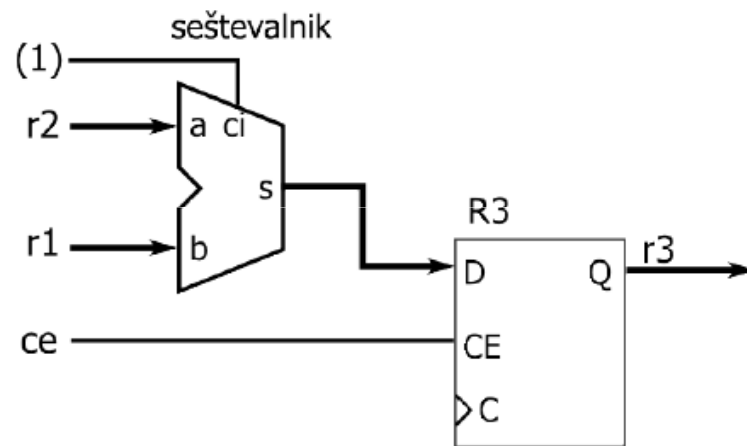 seštevalnik
(1)
r2
a ci
s
r1
b
R3
r3
D Q
ce
CE
C